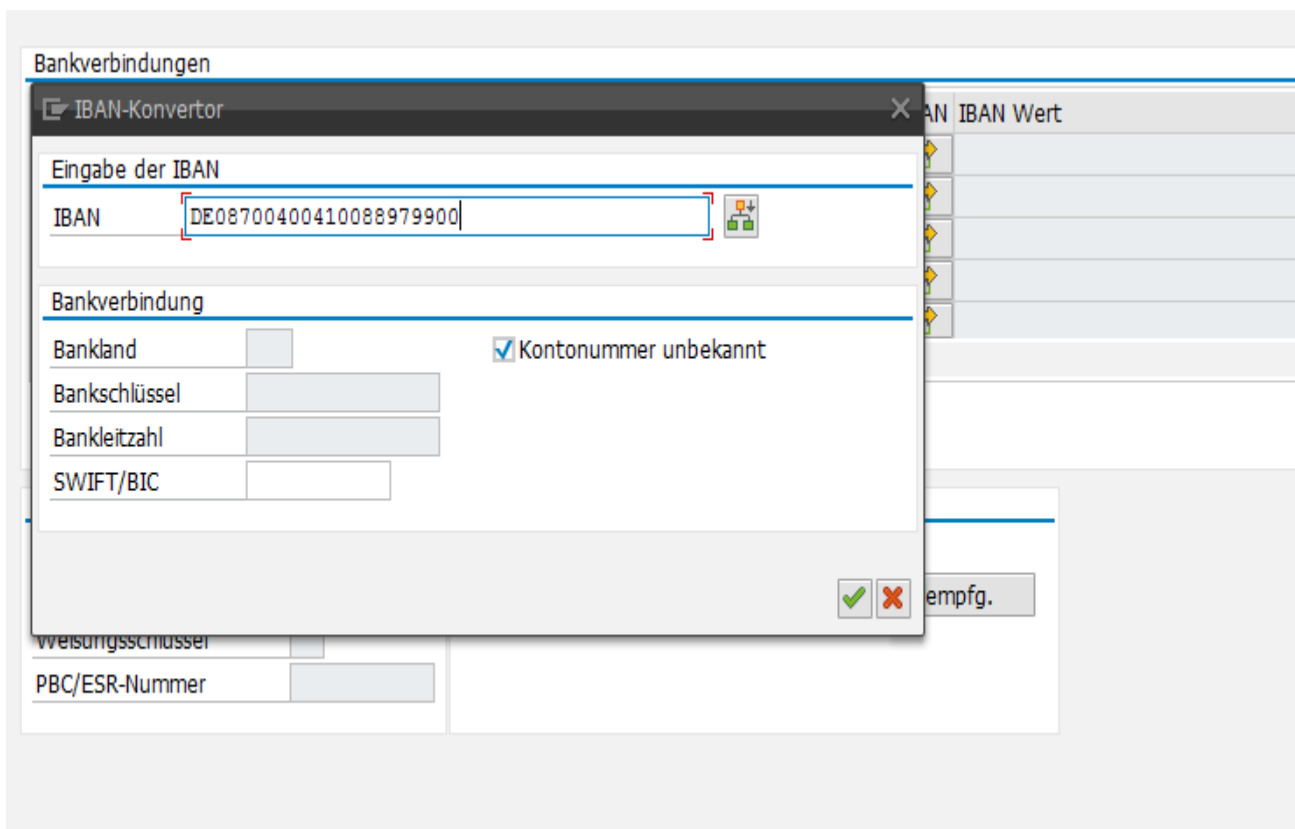 Bankverbindungen
IBAN-Konvertor
AN IBAN Wert
Eingabe der IBAN
IBAN DE08700400410088979900
Bankverbindung
Bankland Kontonummer unbekannt
Bankschlüssel
Bankleitzahl
SWIFT/BIC
empfg.
Weisungsschlüssel
PBC/ESR-Nummer